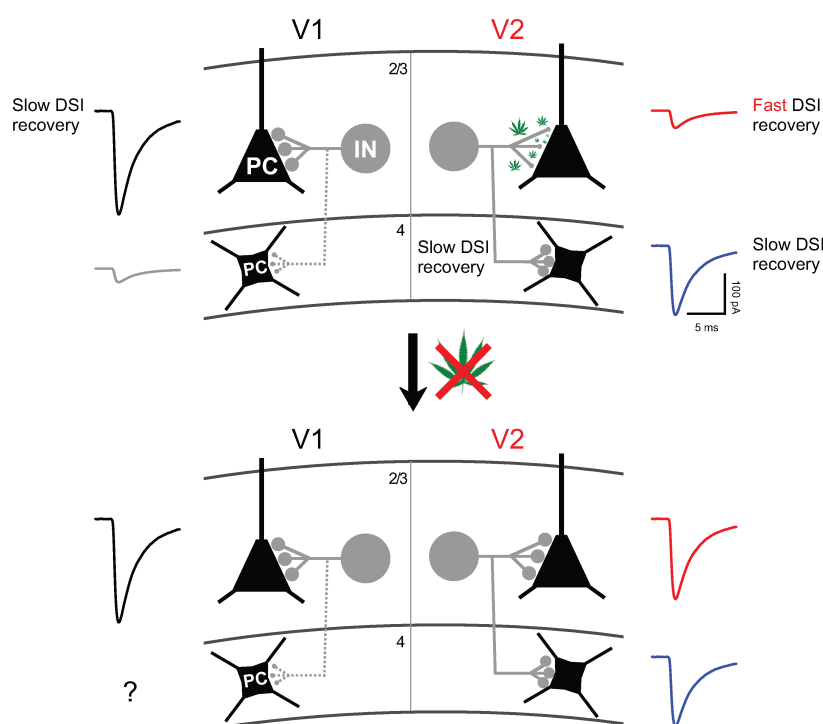 V1
V2
2/3
Slow DSI
recovery
Fast DSI
recovery
PC
IN
4
Slow DSI
recovery
Slow DSI
recovery
PC
100 pA
5 ms
V1
V2
2/3
4
?
PC